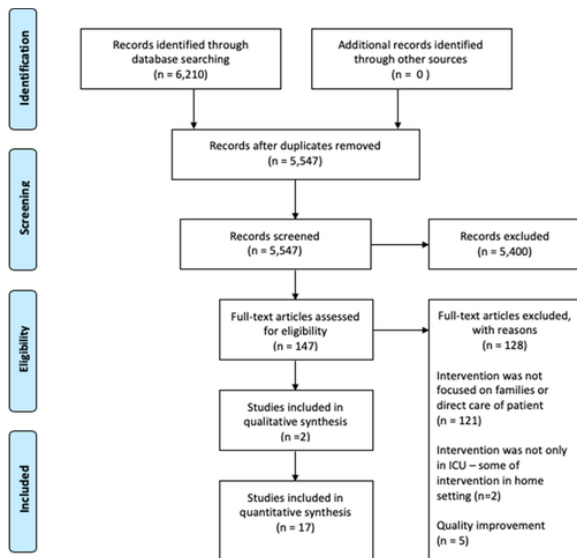 Identification
Records identified through
database searching
(n = 6,210)
Additional records identified
through other sources
(n = 0 )
Records after duplicates removed
(n = 5,547)
Screening
Records screened
(n = 5,547)
Records excluded
(n = 5,400)
Eligibility
Full-text articles assessed
for eligibility
(n = 147)
Full-text articles excluded,
with reasons
(n = 128)
Intervention was not
focused on families or
direct care of patient
(n = 121)
Intervention was not only
in ICU – some of
intervention in home
setting (n=2)
Quality improvement
(n = 5)
Studies included in
qualitative synthesis
(n =2)
Included
Studies included in
quantitative synthesis
(n = 17)